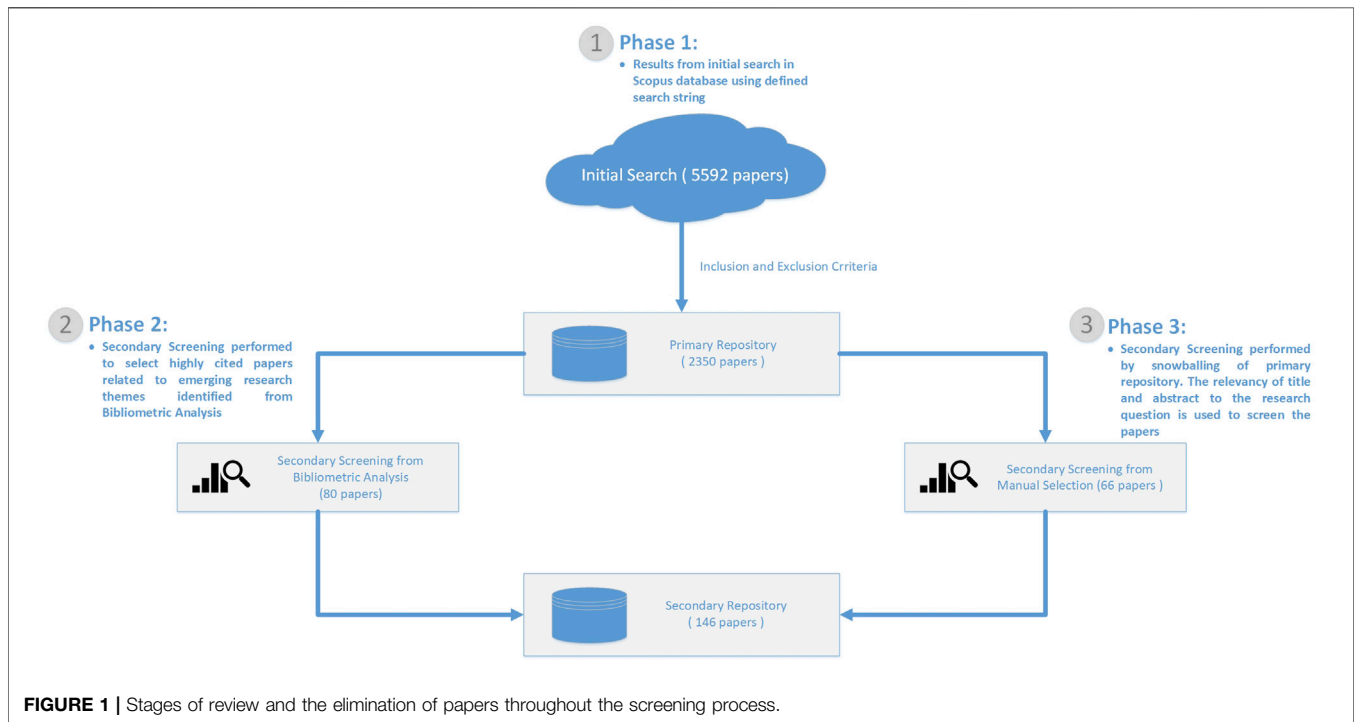 1
Phase 1:
• Results from initial search in
Scopus database using defined
search string
Initial Search ( 5592 papers)
Inclusion and Exclusion Crriteria
2
Phase 2:
• Secondary Screening performed
to select highly cited papers
related to emerging research
themes identified from
Bibliometric Analysis
Primary Repository
( 2350 papers )
3
Phase 3:
• Secondary Screening performed
by snowballing of primary
repository. The relevancy of title
and abstract to the research
question is used to screen the
papers
Secondary Screening from
Bibliometric Analysis
(80 papers)
Secondary Screening from
Manual Selection (66 papers )
Secondary Repository
( 146 papers )
FIGURE 1 | Stages of review and the elimination of papers throughout the screening process.